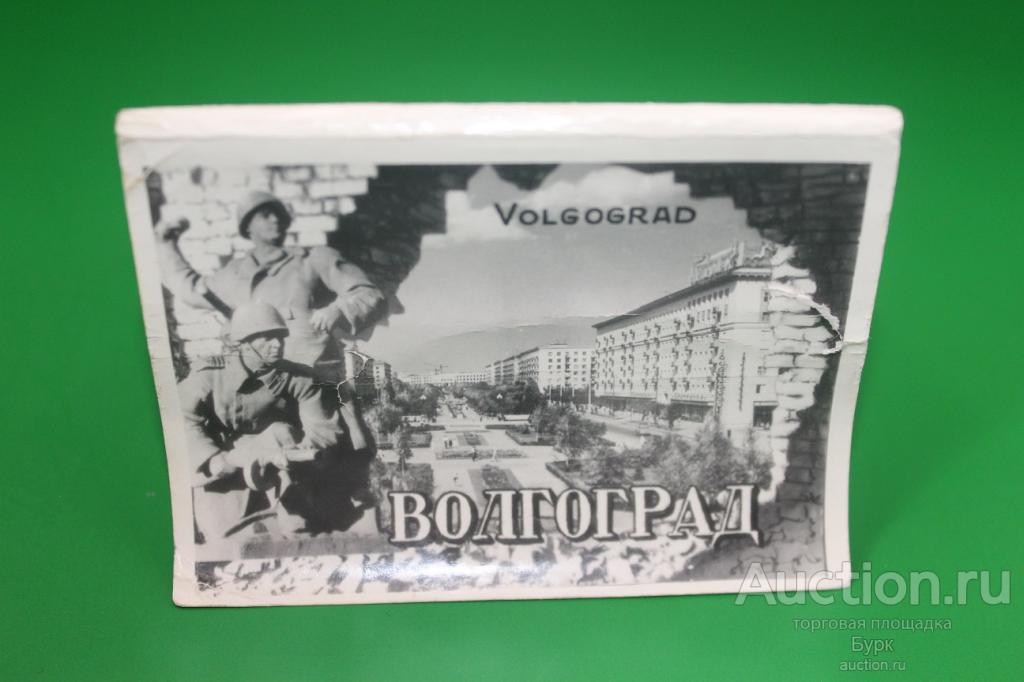 VOLGOGRAD
ВОЛГОГРАД
Auction.ru
торговая площадка
Бурк
auction.ru